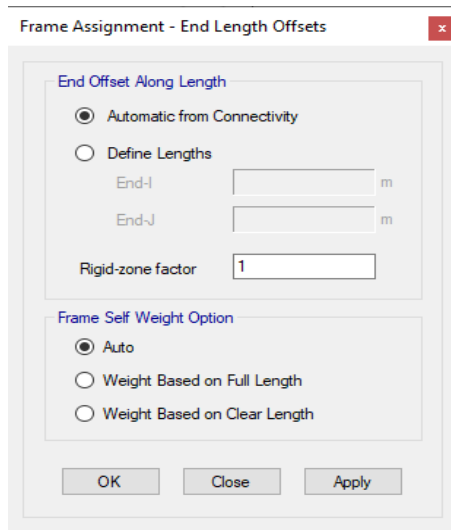 Frame Assignment - End Length Offsets
x
End Offset Along Length
Automatic from Connectivity
Define Lengths
End-I m
End-J m
Rigid-zone factor 1
Frame Self Weight Option
Auto
Weight Based on Full Length
Weight Based on Clear Length
OK Close Apply